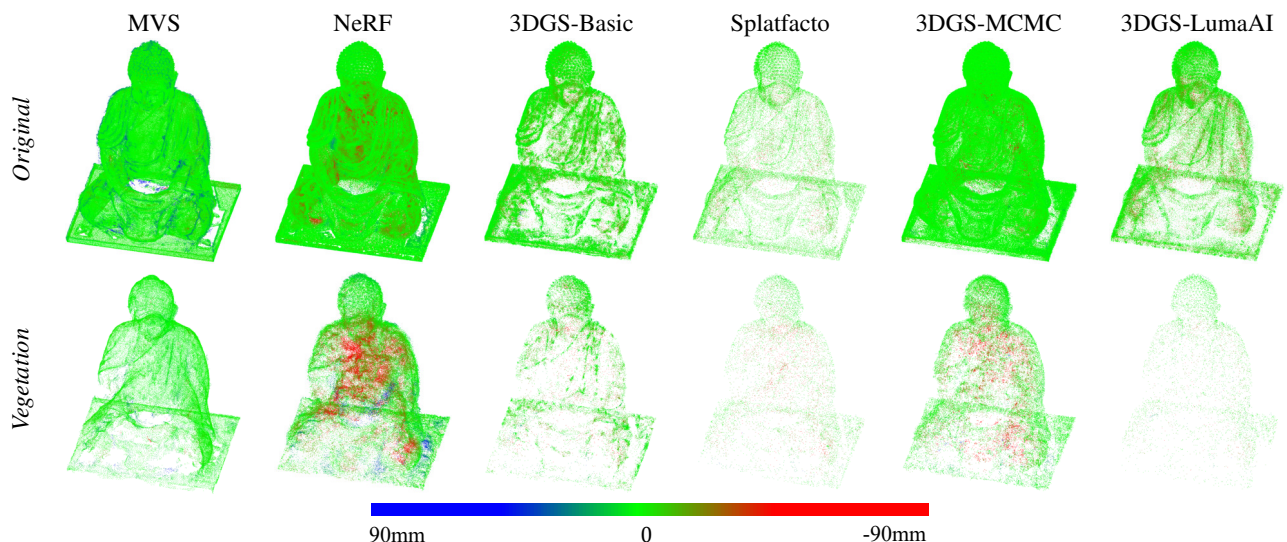 MVS NeRF 3DGS-Basic Splatfacto 3DGS-MCMC 3DGS-LumaAI
Original
Vegetation
90mm 0 -90mm